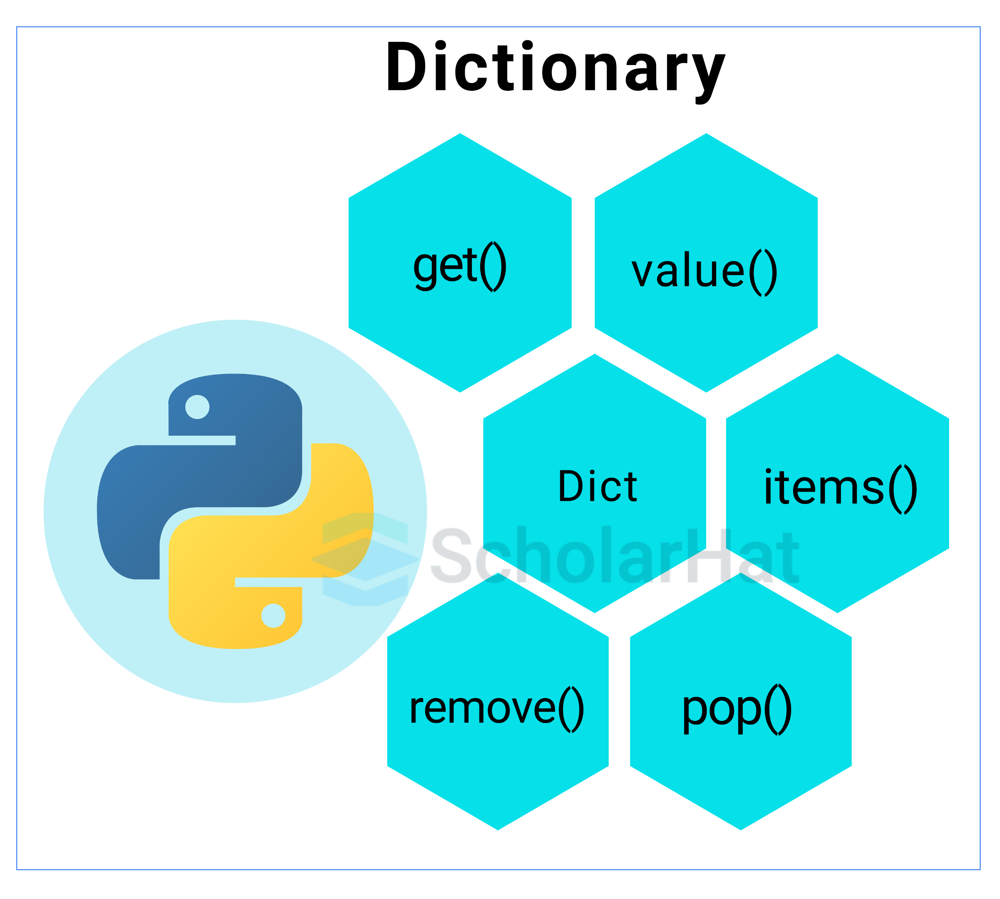 Dictionary
get()
value()
Dict
items()
ScholarHat
remove()
pop()